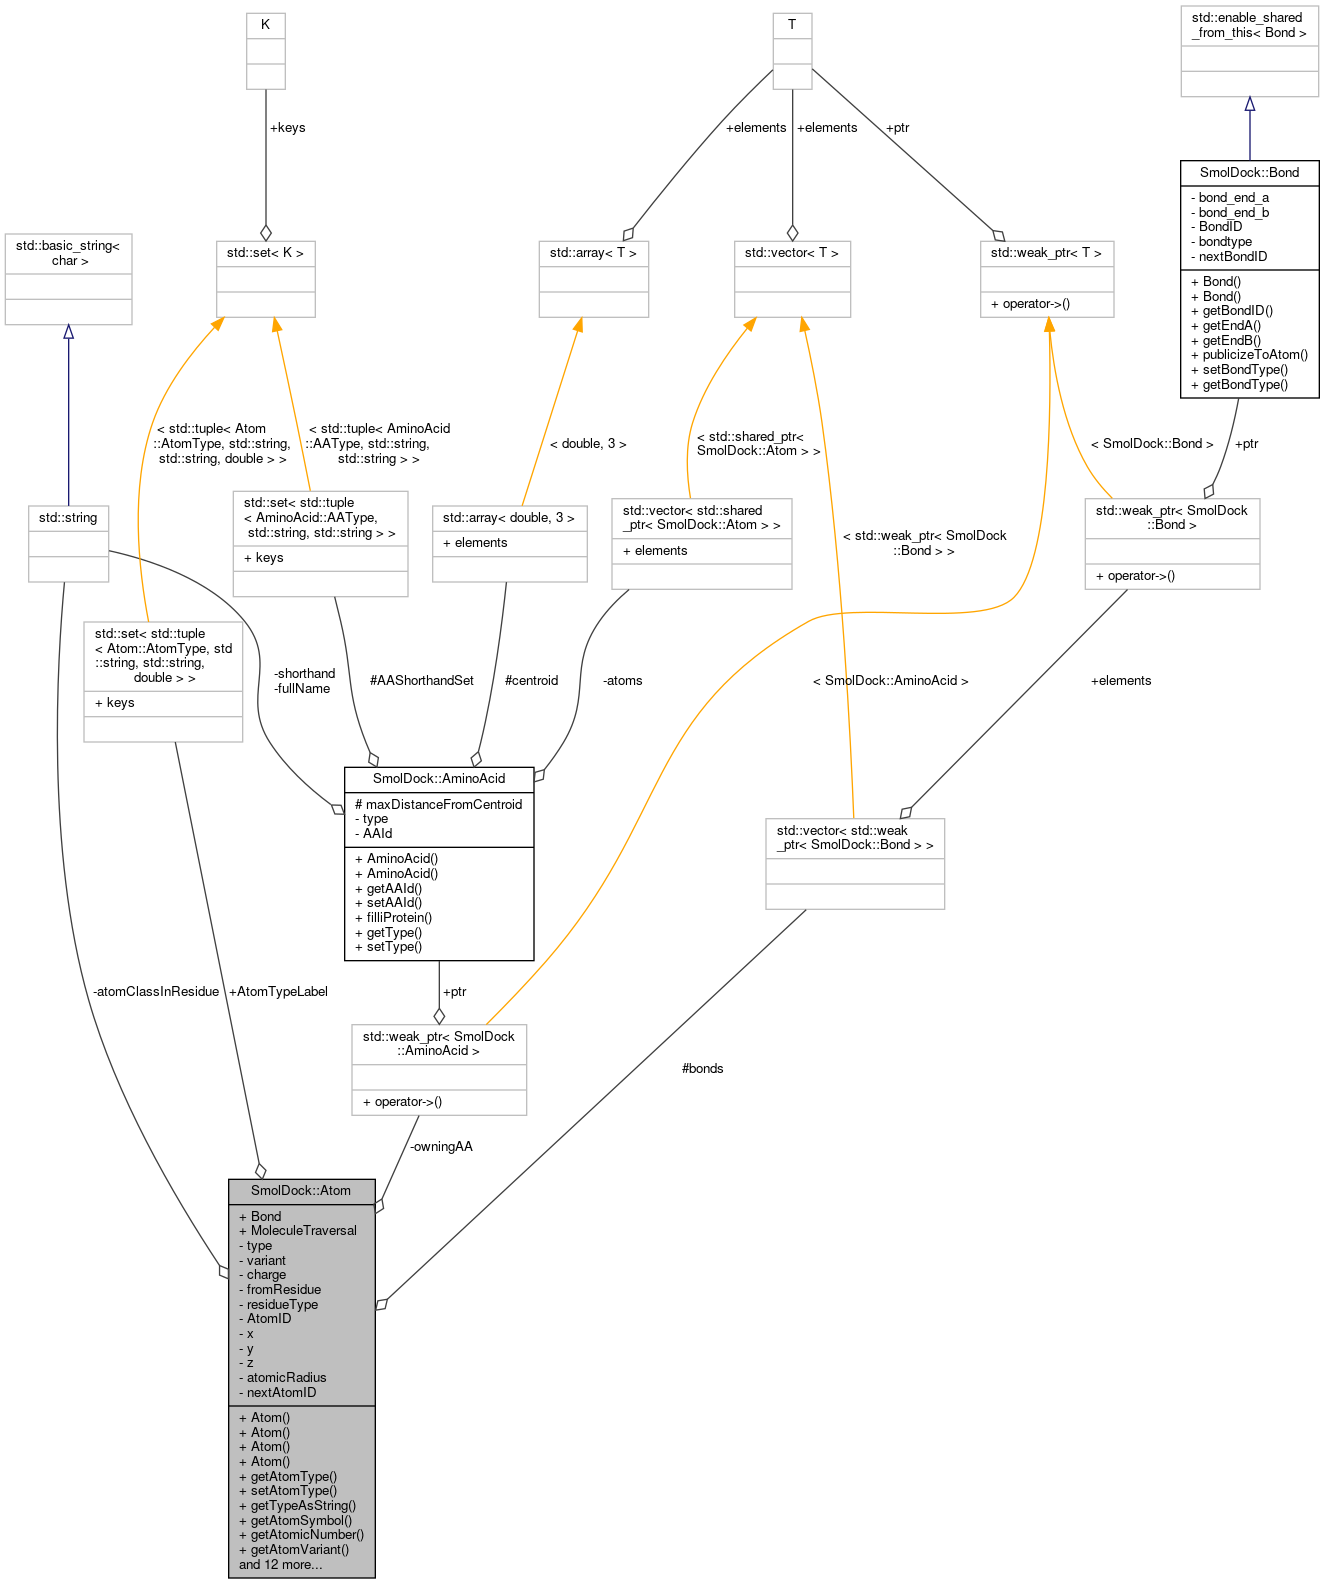 K
T
std::enable_shared
_from_this< Bond >
+keys
+elements
+elements
+ptr
SmolDock::Bond
- bond_end_a
- bond_end_b
- BondID
- bondtype
- nextBondID
+ Bond()
+ Bond()
+ getBondID()
+ getEndA()
+ getEndB()
+ publicizeToAtom()
+ setBondType()
+ getBondType()
std::basic_string<
char >
std::set< K >
std::array< T >
std::vector< T >
std::weak_ptr< T >
+ operator->()
< std::tuple< Atom
::AtomType, std::string,
std::string, double > >
< std::tuple< AminoAcid
::AAType, std::string,
std::string > >
< double, 3 >
< std::shared_ptr<
SmolDock::Atom > >
< SmolDock::Bond >
+ptr
std::string
std::set< std::tuple
< AminoAcid::AAType,
std::string, std::string > >
+ keys
std::array< double, 3 >
+ elements
std::vector< std::shared
_ptr< SmolDock::Atom > >
+ elements
< std::weak_ptr< SmolDock
::Bond > >
std::weak_ptr< SmolDock
::Bond >
+ operator->()
std::set< std::tuple
< Atom::AtomType, std
::string, std::string,
double > >
+ keys
-shorthand
-fullName
#AAShorthandSet
#centroid
-atoms
< SmolDock::AminoAcid >
+elements
SmolDock::AminoAcid
# maxDistanceFromCentroid
- type
- AAId
+ AminoAcid()
+ AminoAcid()
+ getAAId()
+ setAAId()
+ filliProtein()
+ getType()
+ setType()
std::vector< std::weak
_ptr< SmolDock::Bond > >
-atomClassInResidue
+AtomTypeLabel
+ptr
std::weak_ptr< SmolDock
::AminoAcid >
+ operator->()
#bonds
-owningAA
SmolDock::Atom
+ Bond
+ MoleculeTraversal
- type
- variant
- charge
- fromResidue
- residueType
- AtomID
- x
- y
- z
- atomicRadius
- nextAtomID
+ Atom()
+ Atom()
+ Atom()
+ Atom()
+ getAtomType()
+ setAtomType()
+ getTypeAsString()
+ getAtomSymbol()
+ getAtomicNumber()
+ getAtomVariant()
and 12 more...